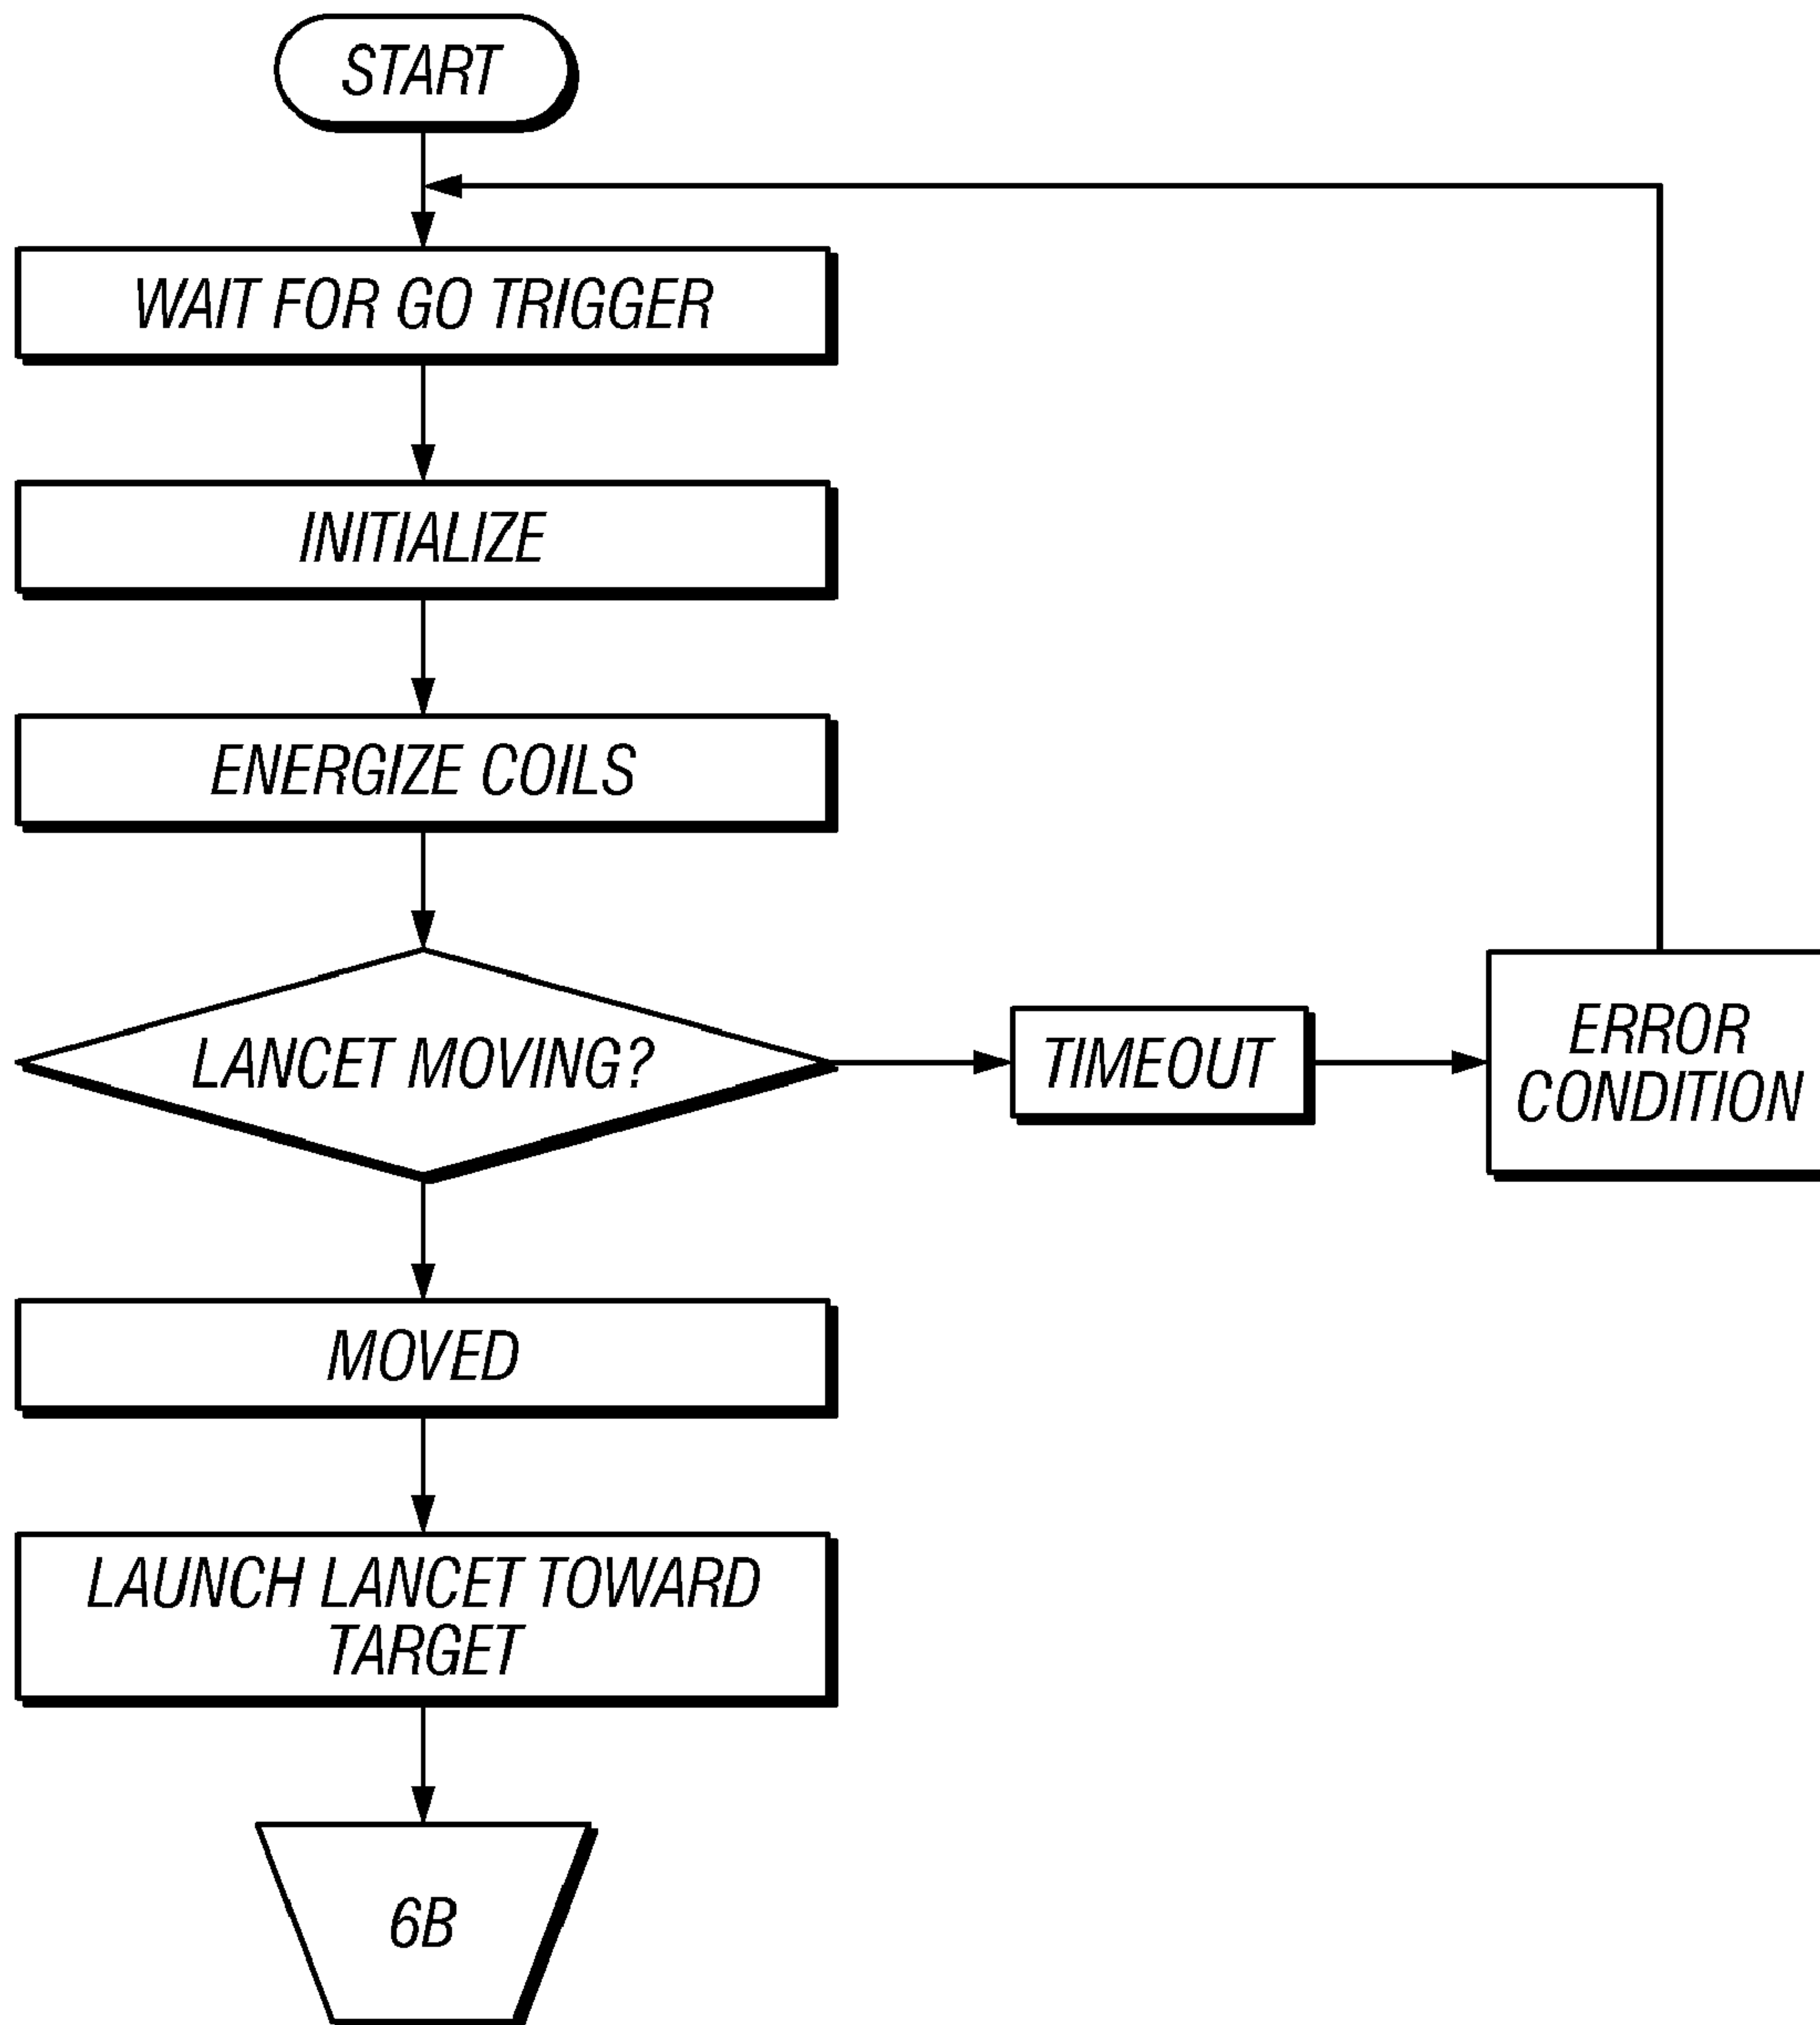 START
WAIT FOR GO TRIGGER
INITIALIZE
ENERGIZE COILS
LANCET MOVING?
TIMEOUT
ERROR
CONDITION
MOVED
LAUNCH LANCET TOWARD
TARGET
6B